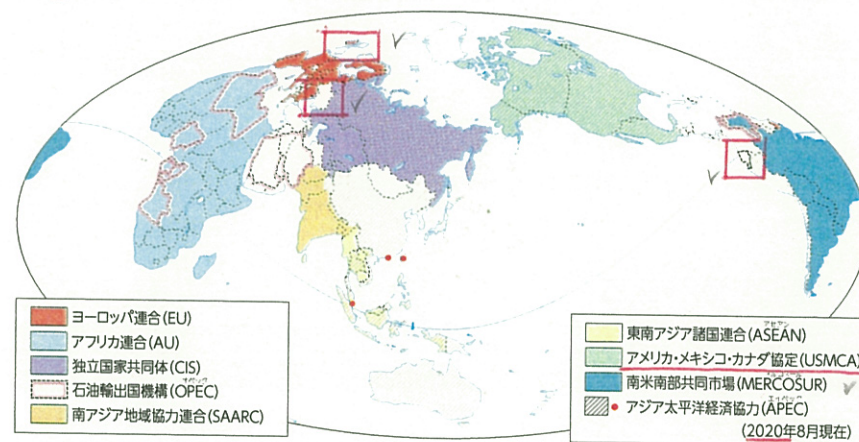 ヨーロッパ連合(EU)
アフリカ連合(AU)
独立国家共同体(CIS)
オペック
石油輸出国機構(OPEC)
南アジア地域協力連合(SAARC)
アセアン
東南アジア諸国連合(ASEAN)
アメリカ・メキシコ・カナダ協定(USMCA)
南米南部共同市場(MERCOSUR)
エイペック
アジア太平洋経済協力(APEC)
(2020年8月現在)